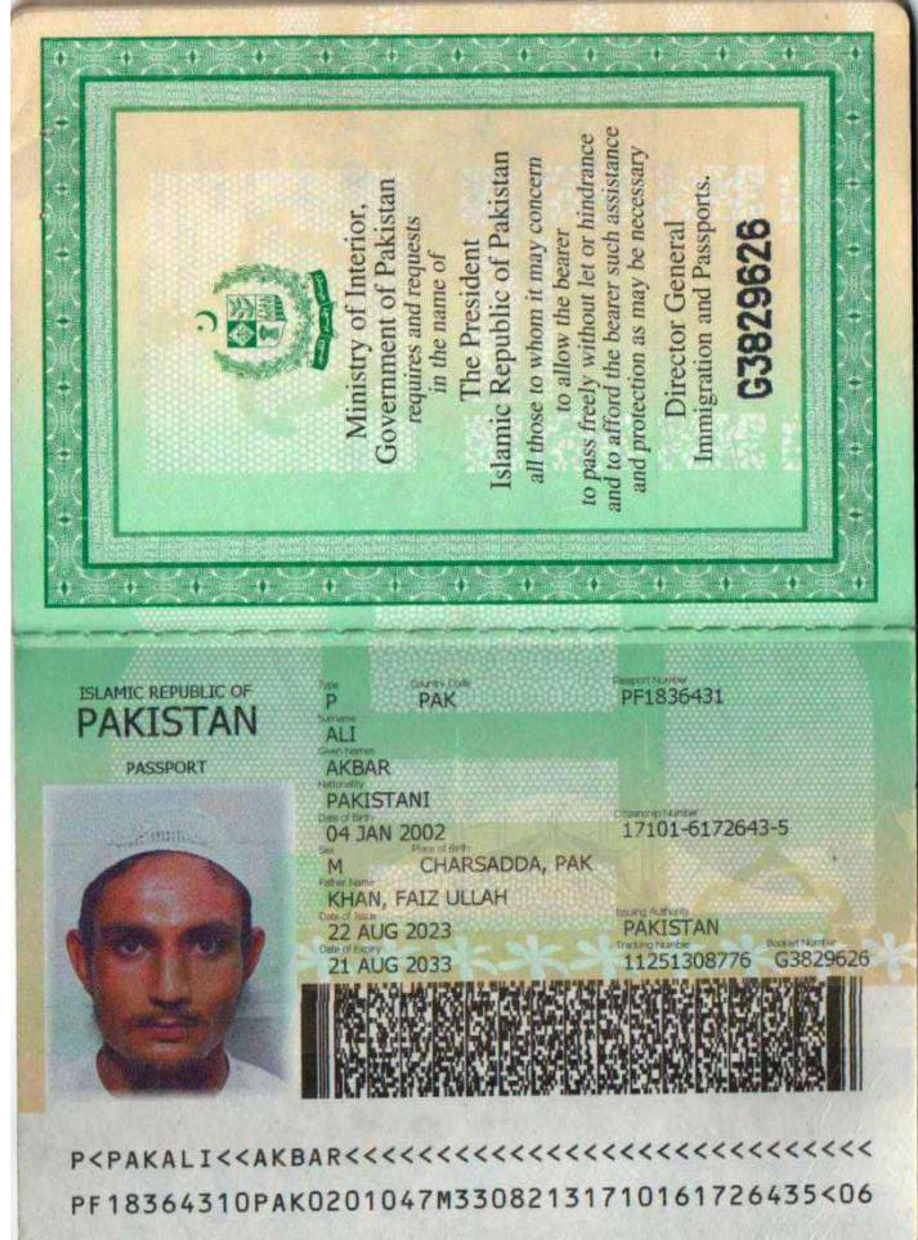 Ministry of Interior,
Government of Pakistan
requires and requests
in the name of
The President
Islamic Republic of Pakistan
all those to whom it may concern
to allow the bearer
to pass freely without let or hindrance
and to afford the bearer such assistance
and protection as may be necessary
Director General
Immigration and Passports.
G3829626
ISLAMIC REPUBLIC OF
PAKISTAN
PASSPORT
Type Country Code Passport Number
P PAK PF1836431
Surname
ALI
Given Names
AKBAR
Nationality
PAKISTANI
Date of Birth Citizenship Number
04 JAN 2002 17101-6172643-5
Sex Place of Birth
M CHARSADDA, PAK
Father Name
KHAN, FAIZ ULLAH
Date of Issue Issuing Authority
22 AUG 2023 PAKISTAN
Date of Expiry Tracking Number Booklet Number
21 AUG 2033 11251308776 G3829626
P<PAKALI<<AKBAR<<<<<<<<<<<<<<<<<<<<<<<<<<<<<
PF18364310PAK0201047M33082131710161726435<06